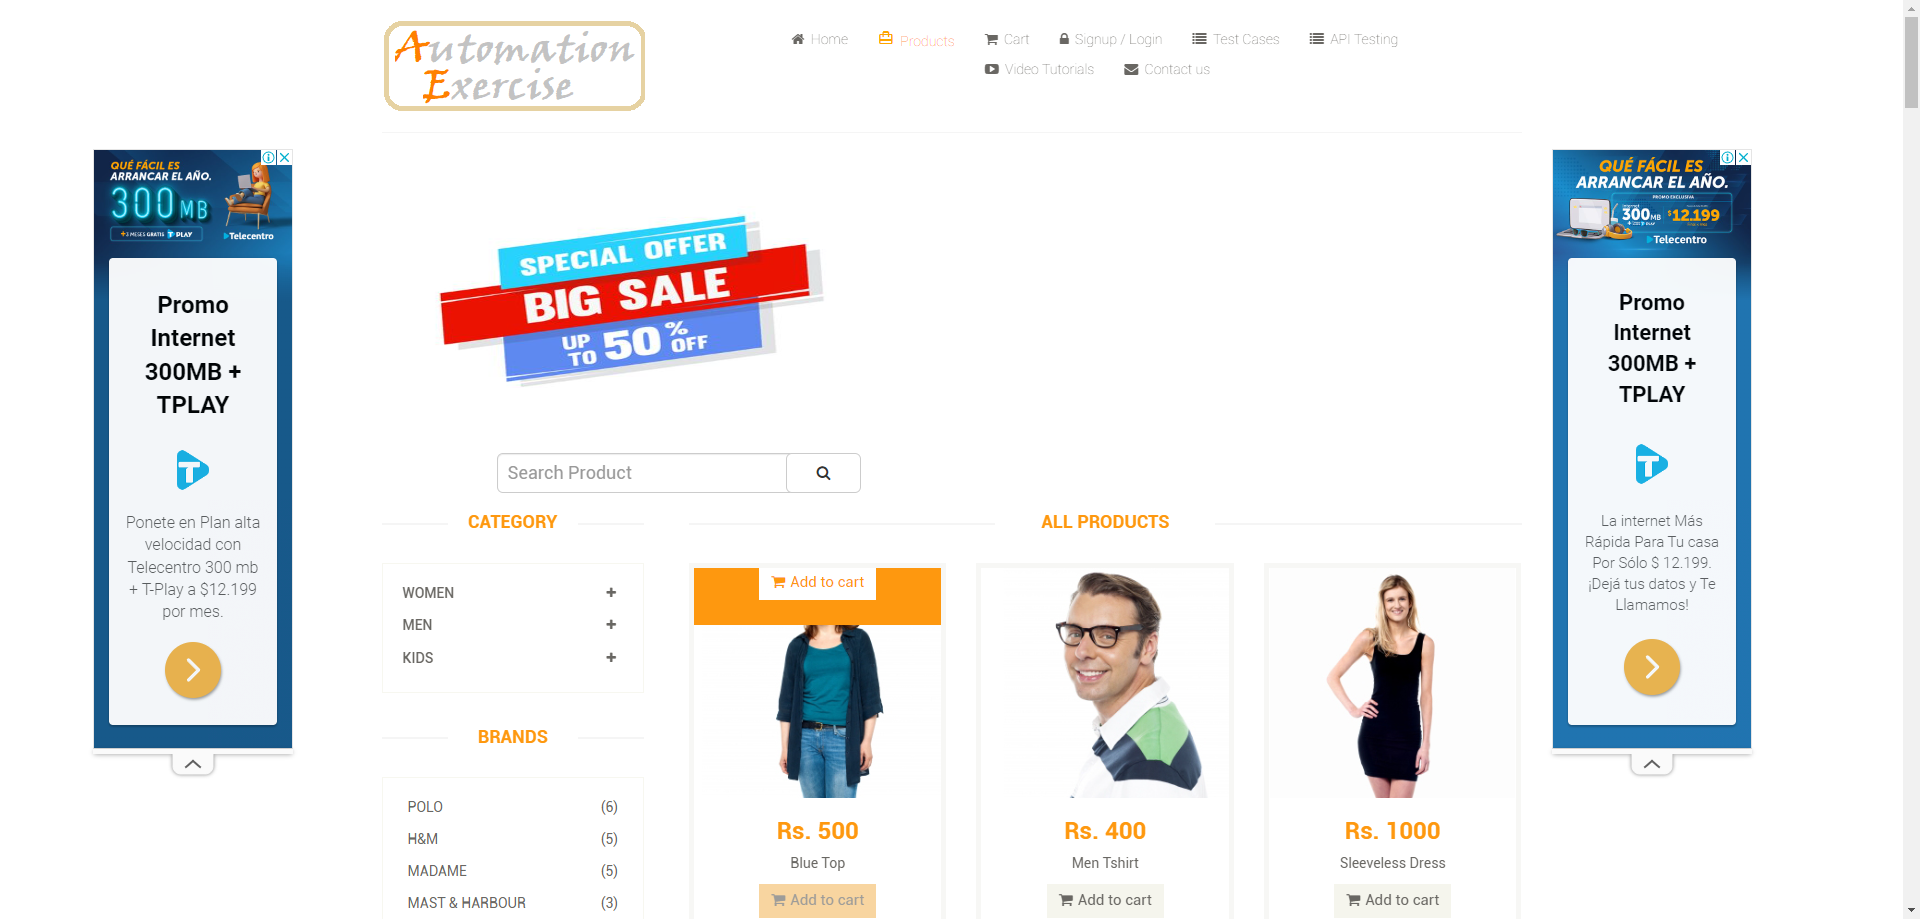 Automation
Exercise
Home
Products
Cart
Signup / Login
Test Cases
API Testing
Video Tutorials
Contact us
QUÉ FÁCIL ES
ARRANCAR EL AÑO.
300MB
+3 MESES GRATIS T PLAY
Telecentro
Promo
Internet
300MB +
TPLAY
Ponete en Plan alta
velocidad con
Telecentro 300 mb
+ T-Play a $12.199
por mes.
SPECIAL OFFER
BIG SALE
UP TO 50% OFF
Search Product
CATEGORY
WOMEN +
MEN +
KIDS +
BRANDS
POLO (6)
H&M (5)
MADAME (5)
MAST & HARBOUR (3)
ALL PRODUCTS
Add to cart
Rs. 500
Blue Top
Add to cart
Rs. 400
Men Tshirt
Add to cart
Rs. 1000
Sleeveless Dress
Add to cart
QUÉ FÁCIL ES
ARRANCAR EL AÑO.
PROMO EXCLUSIVA
300MB $12.199
Telecentro
Promo
Internet
300MB +
TPLAY
La internet Más
Rápida Para Tu casa
Por Sólo $ 12.199.
¡Dejá tus datos y Te
Llamamos!